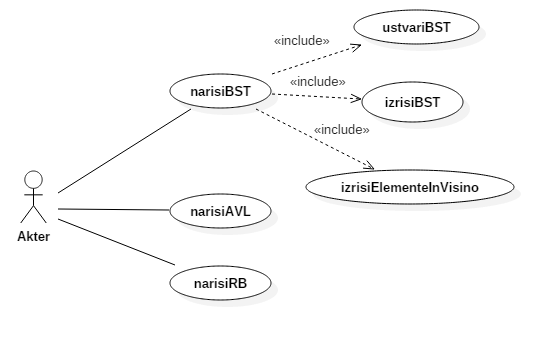 ustvariBST
«include»
narisiBST
«include»
izrisiBST
«include»
izrisiElementeInVisino
narisiAVL
Akter
narisiRB